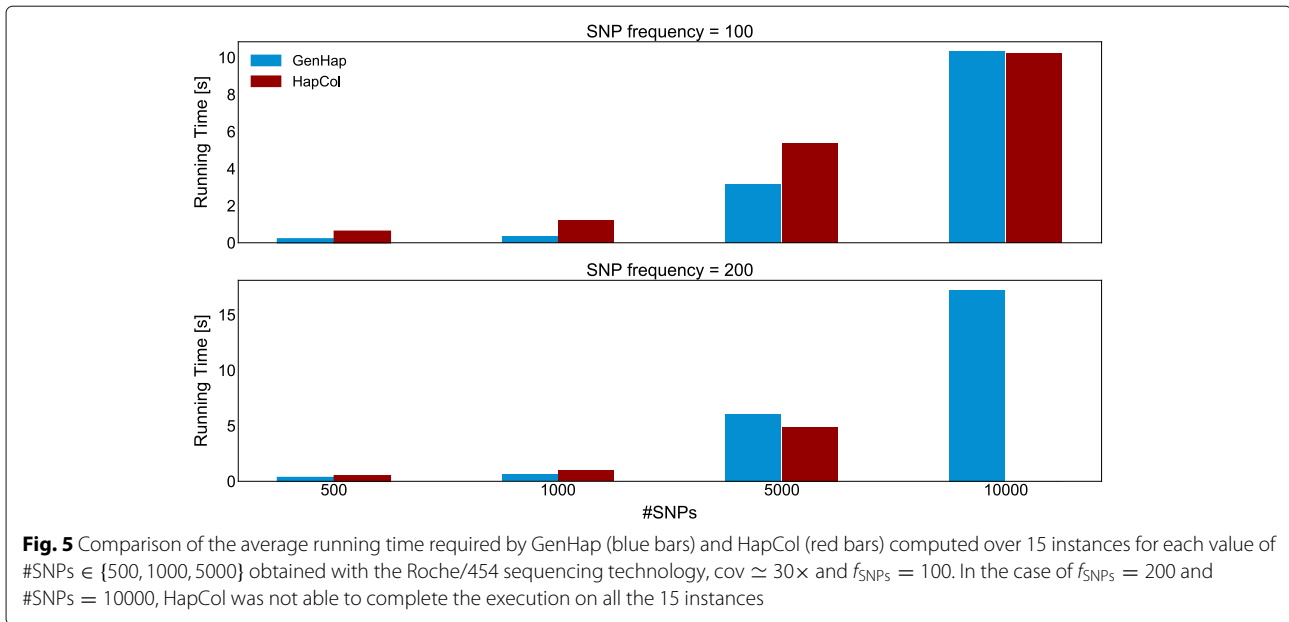 SNP frequency = 100
GenHap
HapCol
Running Time [s]
10
8
6
4
2
0
SNP frequency = 200
Running Time [s]
15
10
5
0
500 1000 5000 10000
#SNPs
Fig. 5 Comparison of the average running time required by GenHap (blue bars) and HapCol (red bars) computed over 15 instances for each value of
#SNPs ∈ {500, 1000, 5000} obtained with the Roche/454 sequencing technology, cov ≃ 30× and fSNPs = 100. In the case of fSNPs = 200 and
#SNPs = 10000, HapCol was not able to complete the execution on all the 15 instances